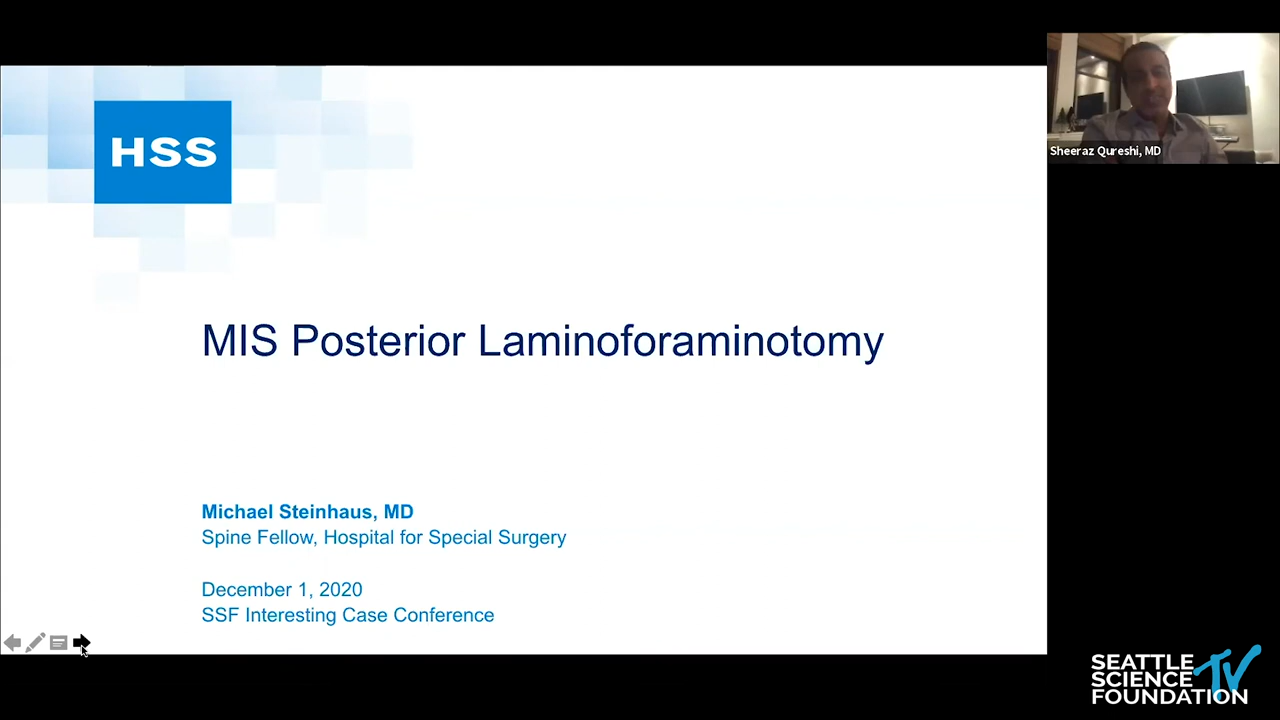 HSS
Sheeraz Qureshi, MD
MIS Posterior Laminoforaminotomy
Michael Steinhaus, MD
Spine Fellow, Hospital for Special Surgery
December 1, 2020
SSF Interesting Case Conference
SEATTLE
SCIENCE
FOUNDATION
TV